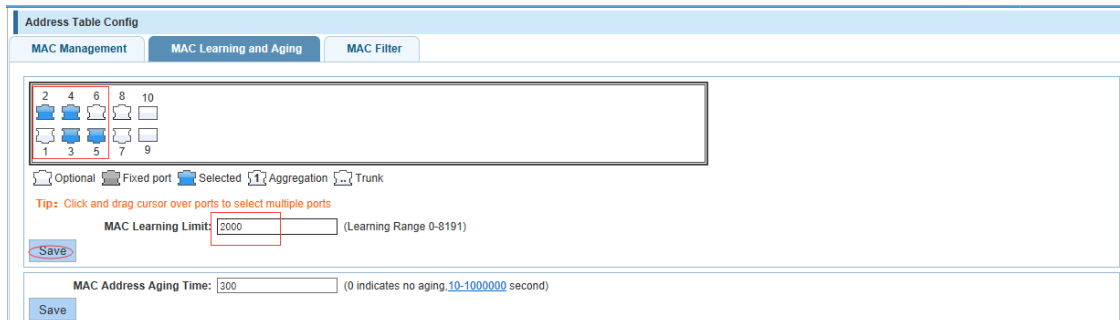 Address Table Config
MAC Management MAC Learning and Aging MAC Filter
2 4 6 8 10
1 3 5 7 9
Optional Fixed port Selected 1 Aggregation ... Trunk
Tip: Click and drag cursor over ports to select multiple ports
MAC Learning Limit: 2000 (Learning Range 0-8191)
Save
MAC Address Aging Time: 300 (0 indicates no aging,10-1000000 second)
Save